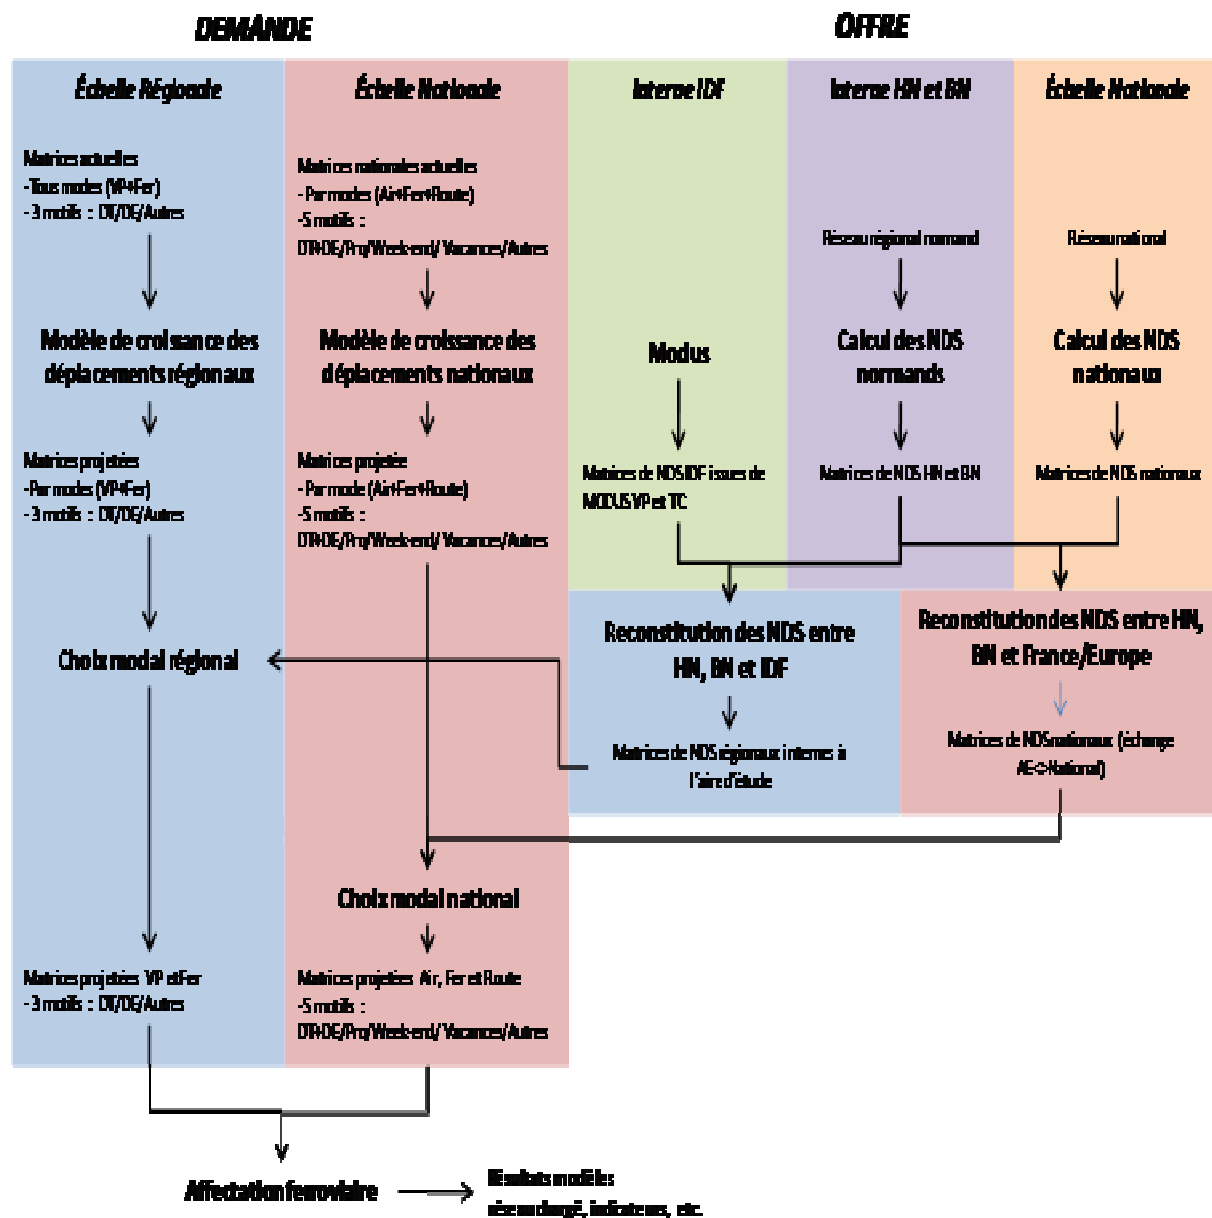 DEMANDE
OFFRE
Échelle Régionale
Échelle Nationale
Interne IDF
Interne HN et BN
Échelle Nationale
Matrices actuelles
- Tous modes (VP+Fer)
- 3 motifs : DT/DE/Autres
Matrices nationales actuelles
- Par modes (Air+Fer+Route)
-5 motifs :
DT+DE/Pro/Week-end/ Vacances/Autres
Réseau régional normand
Réseau national
Modèle de croissance des
déplacements régionaux
Modèle de croissance des
déplacements nationaux
Modus
Calcul des NDS
normands
Calcul des NDS
nationaux
Matrices projetées
-Par modes (VP+Fer)
- 3 motifs : DT/DE/Autres
Matrices projetée
-Par mode (Air+Fer+Route)
-5 motifs :
DT+DE/Pro/Week-end/ Vacances/Autres
Matrices de NDS IDF issues de
MODUS VP et TC
Matrices de NDS HN et BN
Matrices de NDS nationaux
Choix modal régional
Reconstitution des NDS entre
HN, BN et IDF
Reconstitution des NDS entre HN,
BN et France/Europe
Matrices de NDS régionaux internes à
l'aire d'étude
Matrices de NDS nationaux (échange
AE<>National)
Choix modal national
Matrices projetées VP et Fer
- 3 motifs : DT/DE/Autres
Matrices projetées Air, Fer et Route
-5 motifs :
DT+DE/Pro/Week-end/ Vacances/Autres
Affectation ferroviaire
Résultats modèles
réseau chargé, indicateurs, etc.